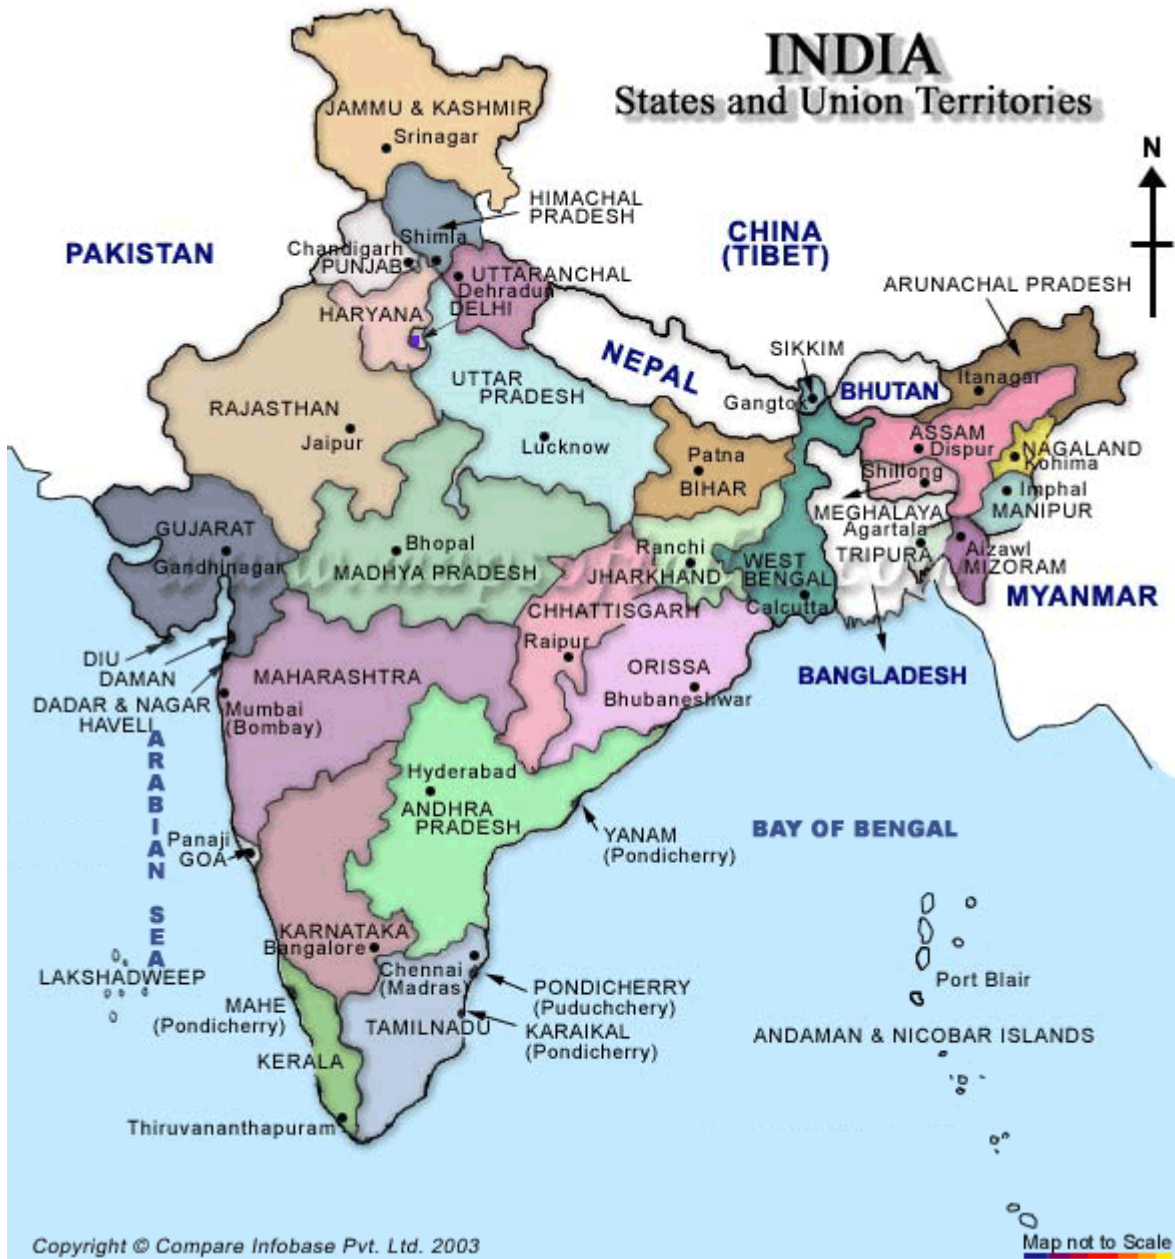 INDIA
States and Union Territories
JAMMU & KASHMIR
Srinagar
N
HIMACHAL
PRADESH
PAKISTAN
CHINA
(TIBET)
Shimla
Chandigarh
PUNJAB
UTTARANCHAL
Dehradun
ARUNACHAL PRADESH
HARYANA
DELHI
SIKKIM
NEPAL
UTTAR
PRADESH
Gangtok
BHUTAN
Itanagar
RAJASTHAN
Jaipur
Lucknow
Patna
BIHAR
ASSAM
Dispur
NAGALAND
Kohima
Shillong
Imphal
MANIPUR
MEGHALAYA
GUJARAT
Gandhinagar
Bhopal
MADHYA PRADESH
Ranchi
JHARKHAND
WEST
BENGAL
Calcutta
Agartala
TRIPURA
Aizawl
MIZORAM
MYANMAR
CHHATTISGARH
Raipur
DIU
DAMAN
DADAR & NAGAR
HAVELI
MAHARASHTRA
Mumbai
(Bombay)
ORISSA
Bhubaneshwar
BANGLADESH
ARABIAN SEA
Hyderabad
ANDHRA
PRADESH
YANAM
(Pondicherry)
BAY OF BENGAL
Panaji
GOA
KARNATAKA
Bangalore
LAKSHADWEEP
Chennai
(Madras)
PONDICHERRY
(Puduchchery)
Port Blair
MAHE
(Pondicherry)
TAMILNADU
KARAIKAL
(Pondicherry)
ANDAMAN & NICOBAR ISLANDS
KERALA
Thiruvananthapuram
Copyright © Compare Infobase Pvt. Ltd. 2003
Map not to Scale